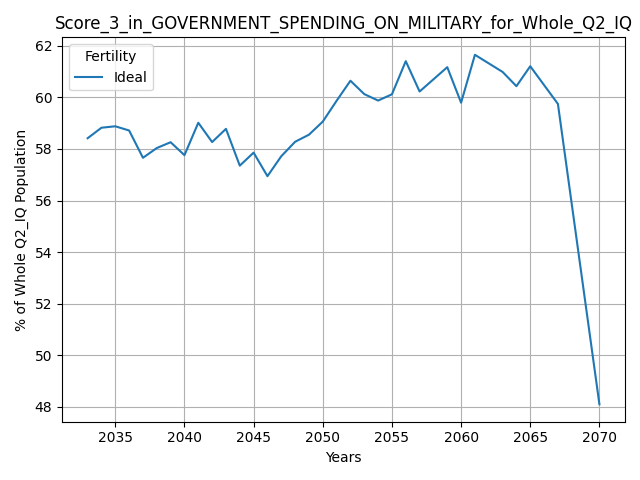 Score_3_in_GOVERNMENT_SPENDING_ON_MILITARY_for_Whole_Q2_IQ
Fertility
Ideal
62
60
58
56
54
52
50
48
% of Whole Q2_IQ Population
2035 2040 2045 2050 2055 2060 2065 2070
Years